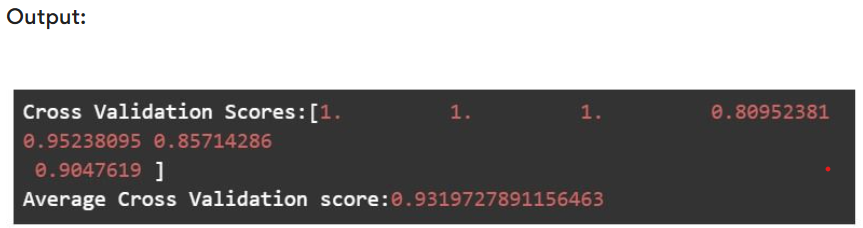 Output:
Cross Validation Scores:[1.         1.         1.         0.80952381
0.95238095 0.85714286
 0.9047619 ]
Average Cross Validation score:0.9319727891156463